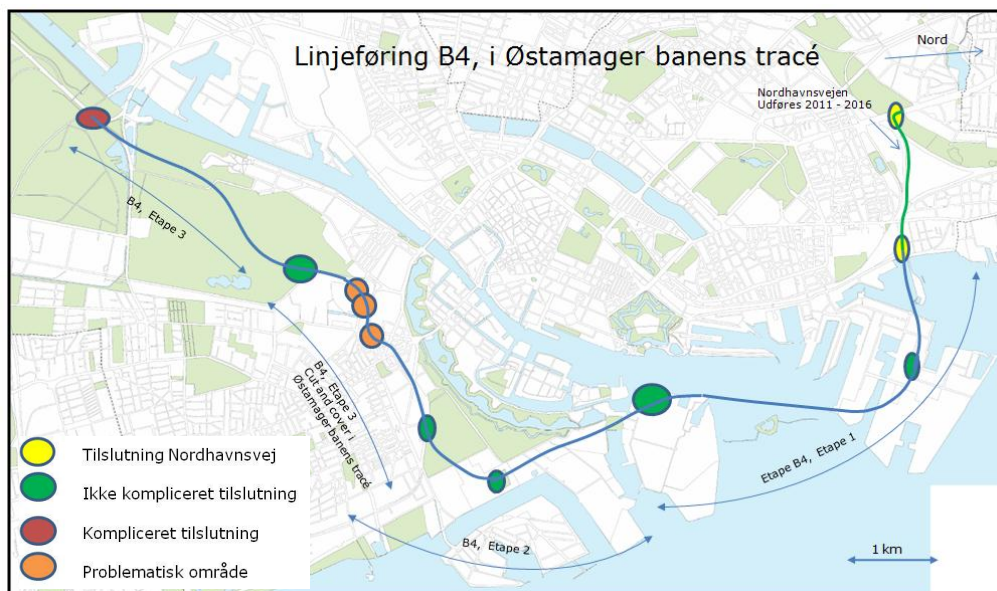 Linjeføring B4, i Østamager banens tracé
Nord
Nordhavnsvejen
Udføres 2011 - 2016
B4, Etape 3
B4, Etape 3
Cut and cover i
Østamager banens tracé
B4, Etape 2
Etape B4, Etape 1
Tilslutning Nordhavnsvej
Ikke kompliceret tilslutning
Kompliceret tilslutning
Problematisk område
1 km